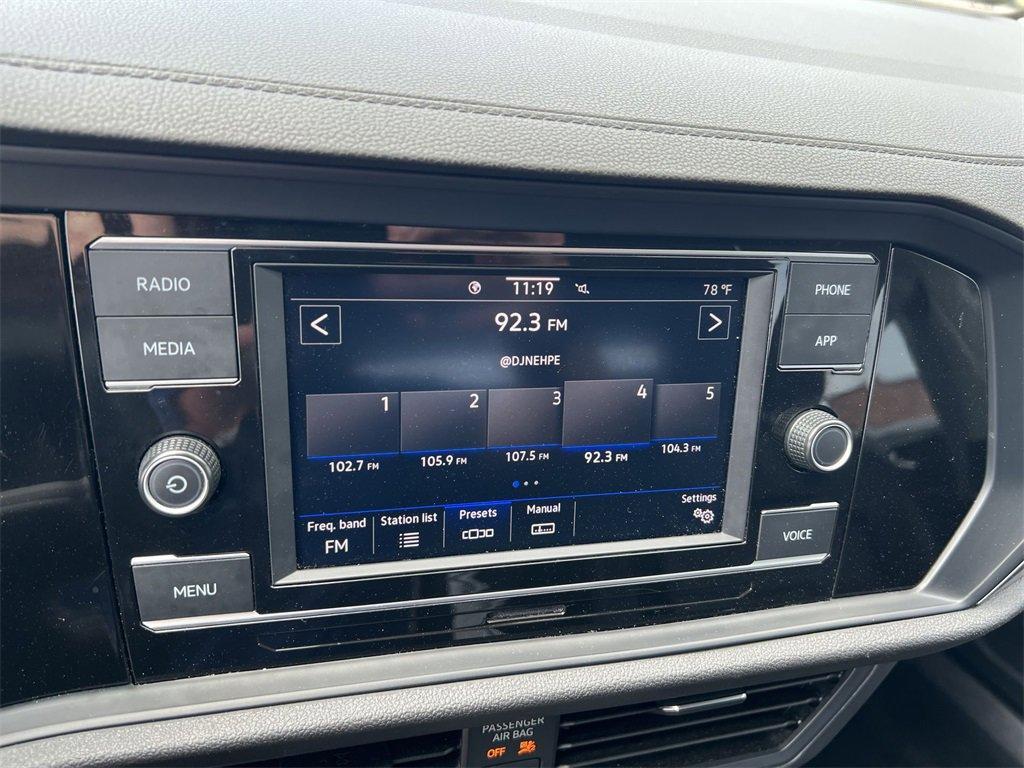 RADIO
MEDIA
MENU
11:19
78 °F
<
92.3 FM
>
@DJNEHPE
1 2 3 4 5
102.7 FM 105.9 FM 107.5 FM 92.3 FM 104.3 FM
Freq. band Station list Presets Manual Settings
FM
PHONE
APP
VOICE
PASSENGER
AIR BAG
OFF